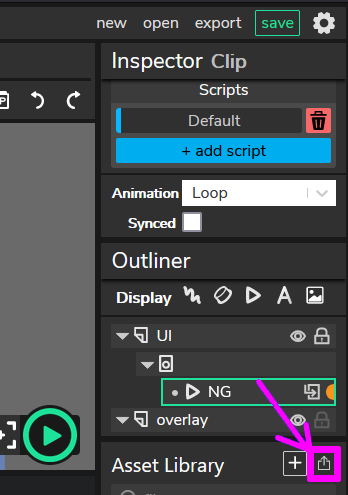 new open export save
Inspector Clip
Scripts
Default
+ add script
Animation Loop
Synced
Outliner
Display A
UI
NG
overlay
Asset Library